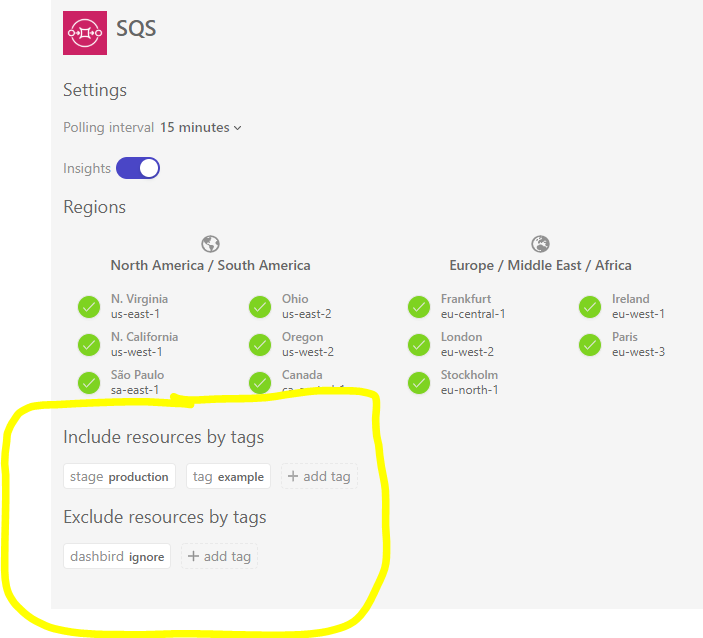 SQS
Settings
Polling interval 15 minutes
Insights
Regions
North America / South America
N. Virginia
us-east-1
Ohio
us-east-2
N. California
us-west-1
Oregon
us-west-2
São Paulo
sa-east-1
Canada
ca-central-1
Europe / Middle East / Africa
Frankfurt
eu-central-1
Ireland
eu-west-1
London
eu-west-2
Paris
eu-west-3
Stockholm
eu-north-1
Include resources by tags
stage production tag example + add tag
Exclude resources by tags
dashbird ignore + add tag